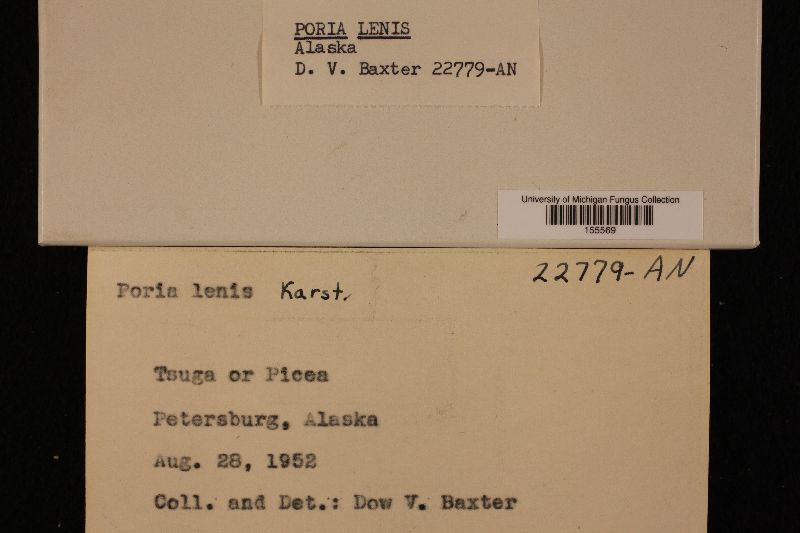 PORIA LENIS
Alaska
D. V. Baxter 22779-AN
University of Michigan Fungus Collection
155569
22779-AN
Poria lenis Karst.
Tsuga or Picea
Petersburg, Alaska
Aug. 28, 1952
Coll. and Det.: Dow V. Baxter